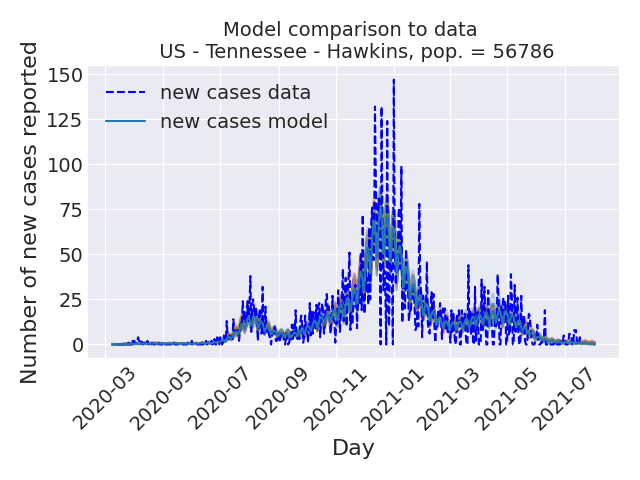 Model comparison to data
US - Tennessee - Hawkins, pop. = 56786
Number of new cases reported
150
125
100
75
50
25
0
new cases data
new cases model
2020-03
2020-05
2020-07
2020-09
2020-11
2021-01
2021-03
2021-05
2021-07
Day